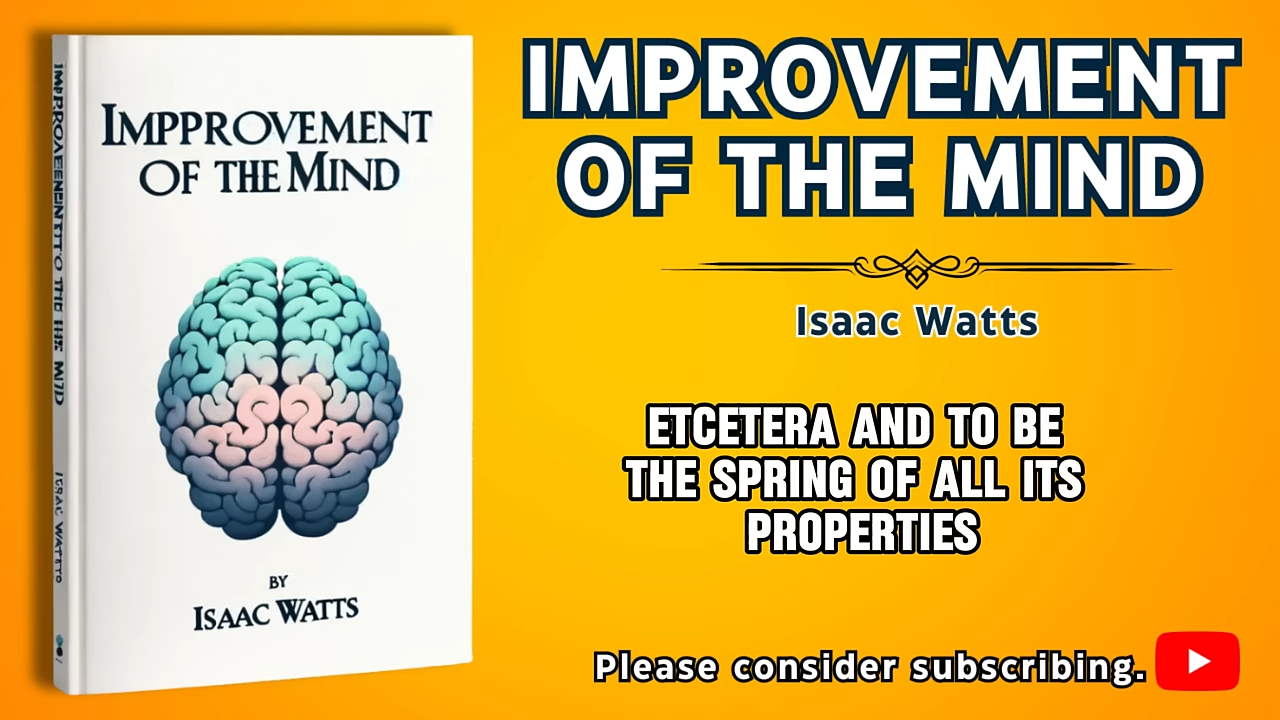 IMPPROVEMENT
OF THE MIND
BY
ISAAC WATTS
IMPROVEMENT
OF THE MIND
Isaac Watts
ETCETERA AND TO BE
THE SPRING OF ALL ITS
PROPERTIES
Please consider subscribing.